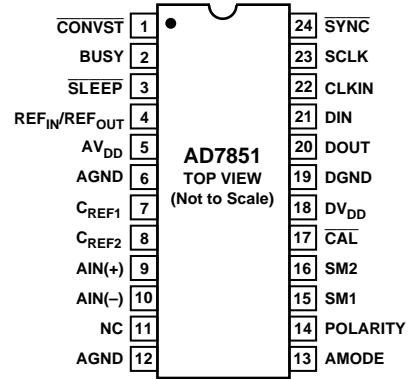 CONVST 1
BUSY 2
SLEEP 3
REFIN/REFOUT 4
AVDD 5
AGND 6
CREF1 7
CREF2 8
AIN(+) 9
AIN(–) 10
NC 11
AGND 12
AD7851
TOP VIEW
(Not to Scale)
24 SYNC
23 SCLK
22 CLKIN
21 DIN
20 DOUT
19 DGND
18 DVDD
17 CAL
16 SM2
15 SM1
14 POLARITY
13 AMODE